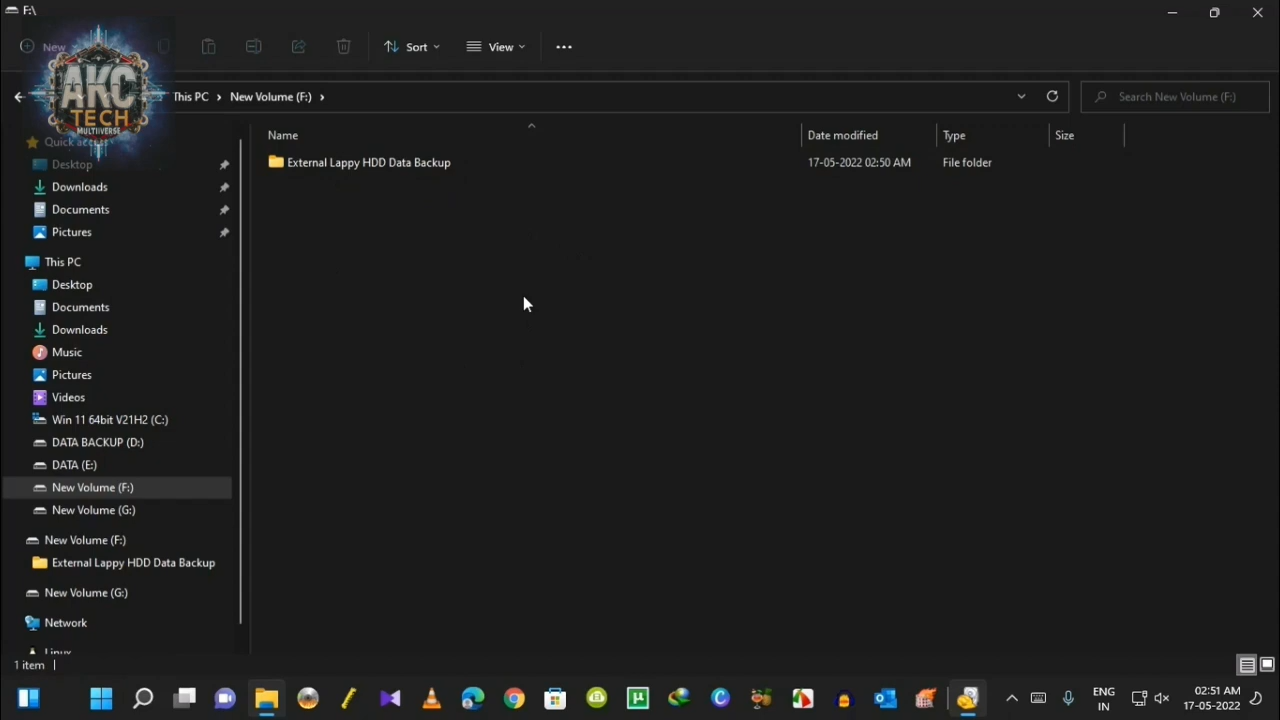 F:\
New
Sort
View
AKC
TECH
MULTIIVERSE
This PC > New Volume (F:) >
Search New Volume (F:)
Name
Date modified
Type
Size
External Lappy HDD Data Backup
17-05-2022 02:50 AM
File folder
Quick access
Desktop
Downloads
Documents
Pictures
This PC
Desktop
Documents
Downloads
Music
Pictures
Videos
Win 11 64bit V21H2 (C:)
DATA BACKUP (D:)
DATA (E:)
New Volume (F:)
New Volume (G:)
New Volume (F:)
External Lappy HDD Data Backup
New Volume (G:)
Network
Linux
1 item
ENG
IN
02:51 AM
17-05-2022